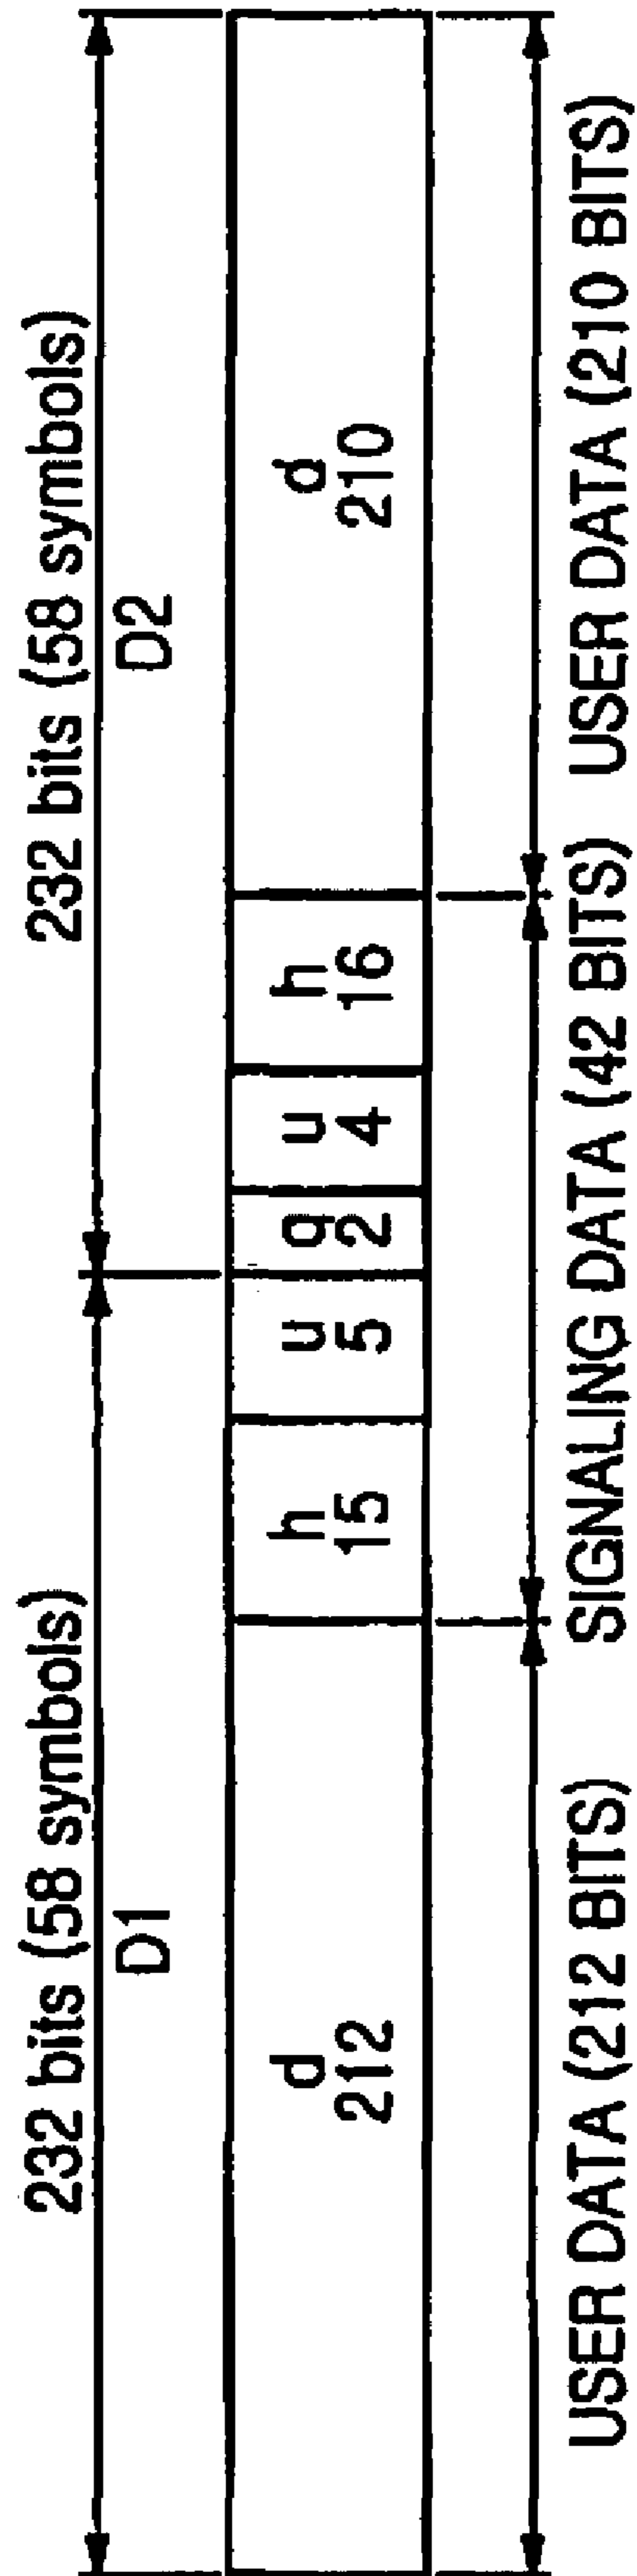 232 bits (58 symbols) 232 bits (58 symbols)
D1 D2
d h u q u h d
212 15 5 2 4 16 210
USER DATA (212 BITS) SIGNALING DATA (42 BITS) USER DATA (210 BITS)